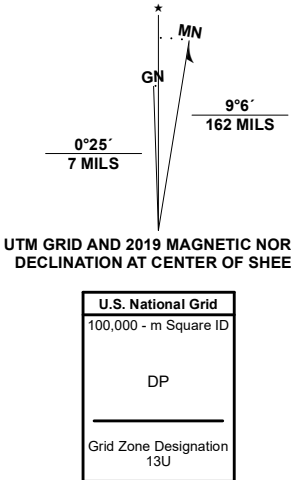 ★
MN
GN
9°6´
162 MILS
0°25´
7 MILS
UTM GRID AND 2019 MAGNETIC NOR
DECLINATION AT CENTER OF SHEE
U.S. National Grid
100,000 - m Square ID
DP
Grid Zone Designation
13U